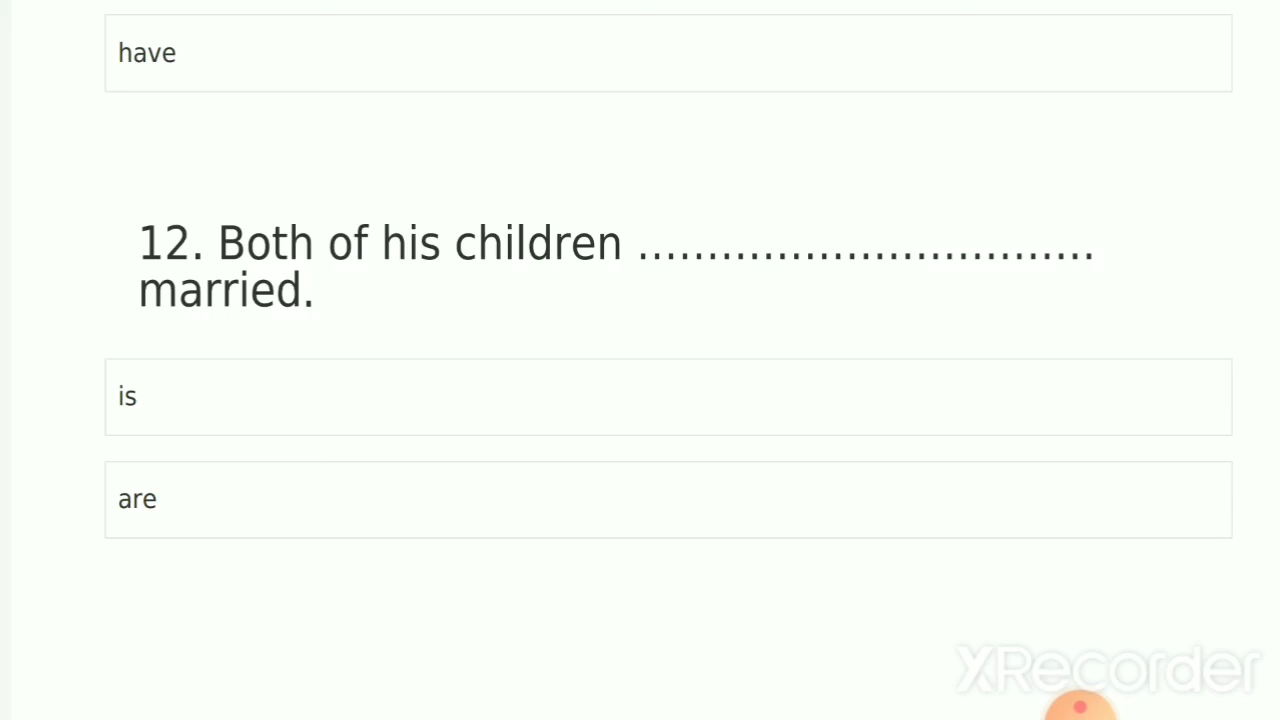 have
12. Both of his children .................................
married.
is
are
XRecorder